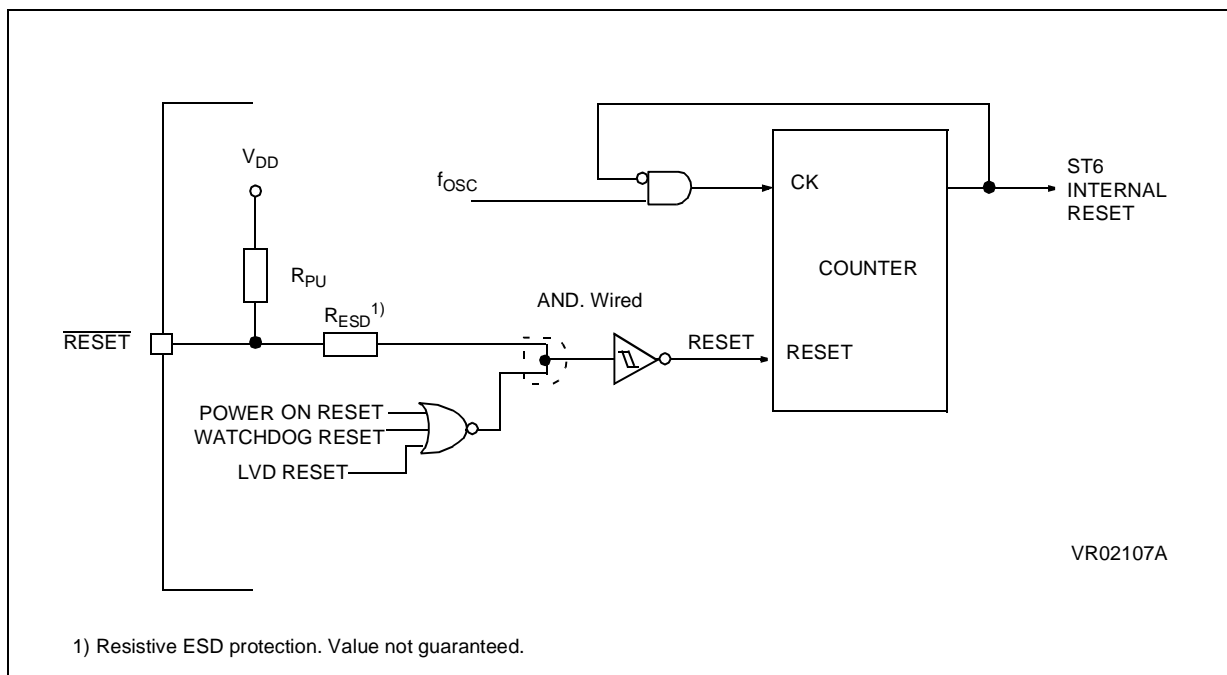 V_DD
f_OSC
CK
ST6
INTERNAL
RESET
COUNTER
R_PU
AND. Wired
R_ESD 1)
RESET
RESET
RESET
POWER ON RESET
WATCHDOG RESET
LVD RESET
VR02107A
1) Resistive ESD protection. Value not guaranteed.